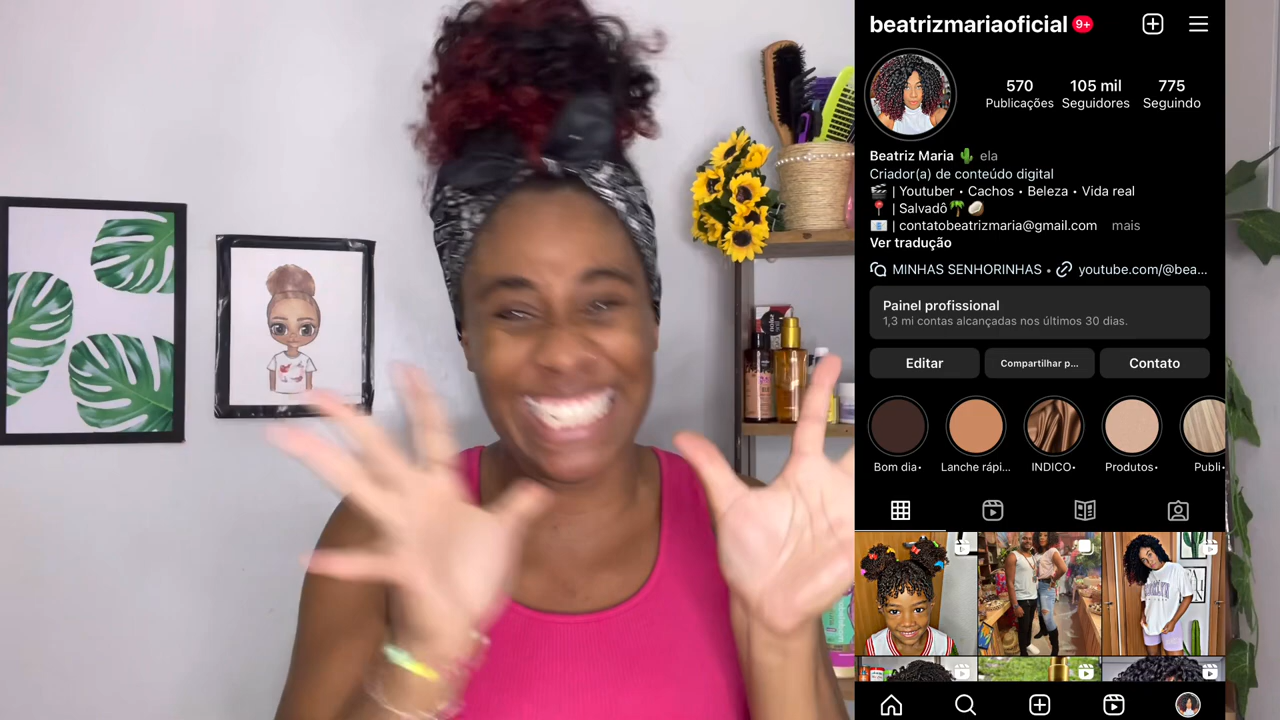 beatrizmariaoficial 9+
570 105 mil 775
Publicações Seguidores Seguindo
Beatriz Maria ela
Criador(a) de conteúdo digital
| Youtuber • Cachos • Beleza • Vida real
| Salvadô
| contatobeatrizmaria@gmail.com mais
Ver tradução
MINHAS SENHORINHAS • youtube.com/@bea...
Painel profissional
1,3 mi contas alcançadas nos últimos 30 dias.
Editar Compartilhar p... Contato
Bom dia• Lanche rápi... INDICO• Produtos• Publi•